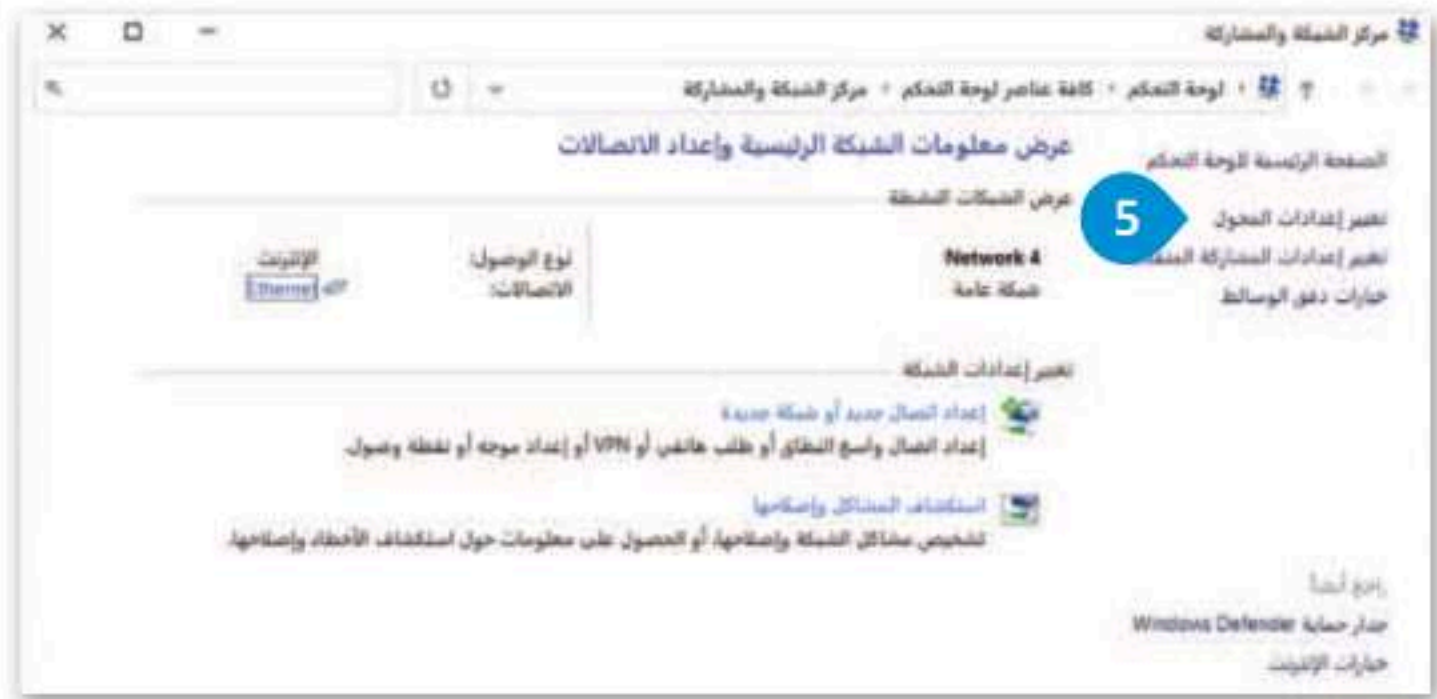 مركز الشبكة والمشاركة
لوحة التحكم › كافة عناصر لوحة التحكم › مركز الشبكة والمشاركة
الصفحة الرئيسية للوحة التحكم
تغيير إعدادات المحول
5
تغيير إعدادات المشاركة
خيارات دفق الوسائط
عرض معلومات الشبكة الرئيسية وإعداد الاتصالات
عرض الشبكات النشطة
Network 4
شبكة عامة
نوع الوصول: الإنترنت
الاتصالات: Ethernet
تغيير إعدادات الشبكة
إعداد اتصال جديد أو شبكة جديدة
إعداد اتصال واسع النطاق أو طلب هاتفي أو VPN أو إعداد موجه أو نقطة وصول.
استكشاف المشاكل وإصلاحها
تشخيص مشاكل الشبكة وإصلاحها، أو الحصول على معلومات حول استكشاف الأخطاء وإصلاحها.
راجع أيضاً
جدار حماية Windows Defender
خيارات الإنترنت